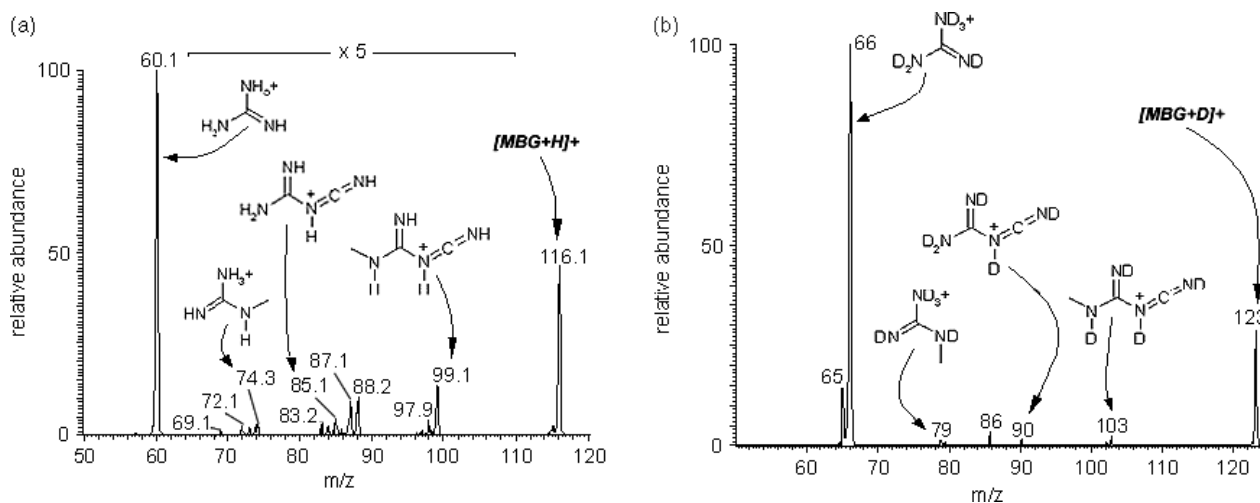 (a)
x 5
100
60.1
NH3+
H2N
NH
[MBG+H]+
NH
NH
C
+
H2N
N
H
NH
NH
C
+
N
H
N
H
116.1
50
relative abundance
NH3+
HN
N
H
87.1
85.1
88.2
99.1
74.3
72.1
69.1
83.2
97.9
0
50
60
70
80
90
100
110
120
m/z
(b)
100
66
ND3+
D2N
ND
[MBG+D]+
ND
ND
C
+
D2N
N
D
50
relative abundance
ND3+
DN
ND
ND
ND
C
+
N
D
N
D
123
65
79
86
90
103
0
60
70
80
90
100
110
120
m/z